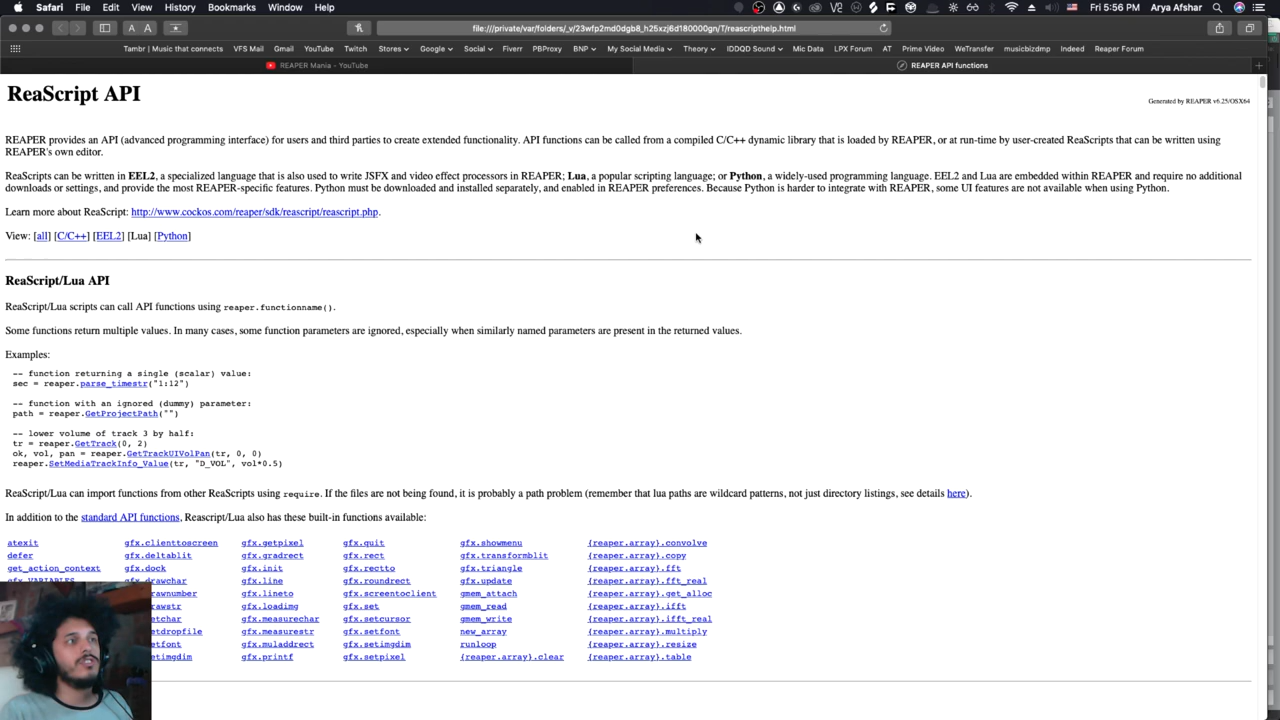 Safari File Edit View History Bookmarks Develop Window Help
Fri 5:56 PM Arya Afshar
A A
file:///private/var/folders/_v/23wfp2md0dgb8_h25xzj6d180000gn/T/reascripthelp.html
Tambr | Music that connects VFS Mail Gmail YouTube Twitch Stores Google Social Fiverr PBProxy BNP My Social Media Theory IDDQD Sound Mic Data LPX Forum AT Prime Video WeTransfer musicbizdmp Indeed Reaper Forum
REAPER Mania - YouTube
REAPER API functions
ReaScript API
Generated by REAPER v6.25/OSX64
REAPER provides an API (advanced programming interface) for users and third parties to create extended functionality. API functions can be called from a compiled C/C++ dynamic library that is loaded by REAPER, or at run-time by user-created ReaScripts that can be written using
REAPER's own editor.
ReaScripts can be written in EEL2, a specialized language that is also used to write JSFX and video effect processors in REAPER; Lua, a popular scripting language; or Python, a widely-used programming language. EEL2 and Lua are embedded within REAPER and require no additional
downloads or settings, and provide the most REAPER-specific features. Python must be downloaded and installed separately, and enabled in REAPER preferences. Because Python is harder to integrate with REAPER, some UI features are not available when using Python.
Learn more about ReaScript: http://www.cockos.com/reaper/sdk/reascript/reascript.php.
View: [all] [C/C++] [EEL2] [Lua] [Python]
ReaScript/Lua API
ReaScript/Lua scripts can call API functions using reaper.functionname().
Some functions return multiple values. In many cases, some function parameters are ignored, especially when similarly named parameters are present in the returned values.
Examples:
-- function returning a single (scalar) value:
sec = reaper.parse_timestr("1:12")
-- function with an ignored (dummy) parameter:
path = reaper.GetProjectPath("")
-- lower volume of track 3 by half:
tr = reaper.GetTrack(0, 2)
ok, vol, pan = reaper.GetTrackUIVolPan(tr, 0, 0)
reaper.SetMediaTrackInfo_Value(tr, "D_VOL", vol*0.5)
ReaScript/Lua can import functions from other ReaScripts using require. If the files are not being found, it is probably a path problem (remember that lua paths are wildcard patterns, not just directory listings, see details here).
In addition to the standard API functions, Reascript/Lua also has these built-in functions available:
atexit gfx.clienttoscreen gfx.getpixel gfx.quit gfx.showmenu {reaper.array}.convolve
defer gfx.deltablit gfx.gradrect gfx.rect gfx.transformblit {reaper.array}.copy
get_action_context gfx.dock gfx.init gfx.rectto gfx.triangle {reaper.array}.fft
gfx VARIABLES drawchar gfx.line gfx.roundrect gfx.update {reaper.array}.fft_real
rawnumber gfx.lineto gfx.screentoclient gmem_attach {reaper.array}.get_alloc
rawstr gfx.loadimg gfx.set gmem_read {reaper.array}.ifft
etchar gfx.measurechar gfx.setcursor gmem_write {reaper.array}.ifft_real
etdropfile gfx.measurestr gfx.setfont new_array {reaper.array}.multiply
etfont gfx.muladdrect gfx.setimgdim runloop {reaper.array}.resize
etimgdim gfx.printf gfx.setpixel {reaper.array}.clear {reaper.array}.table